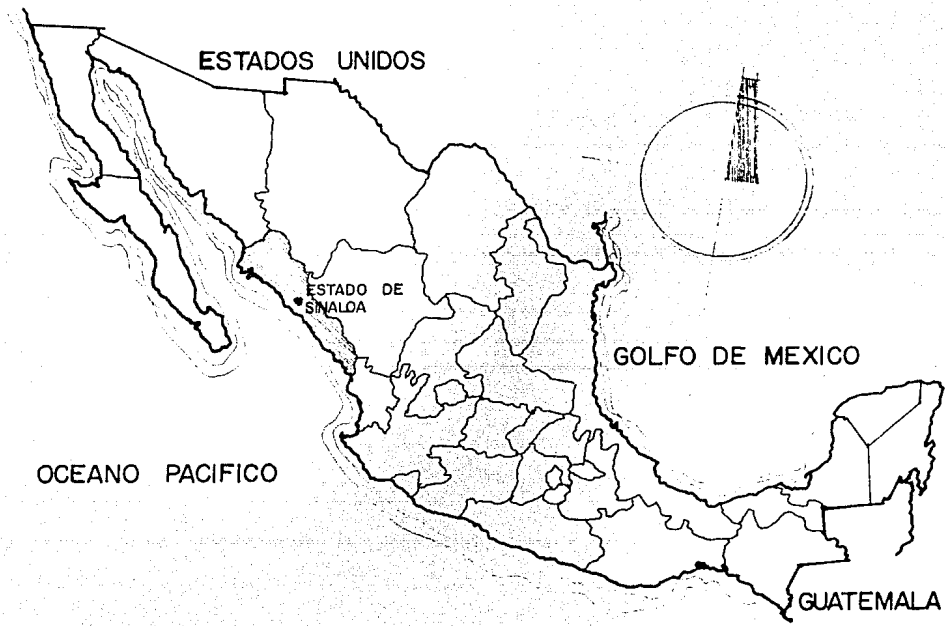 ESTADOS UNIDOS
ESTADO DE
SINALOA
GOLFO DE MEXICO
OCEANO PACIFICO
GUATEMALA